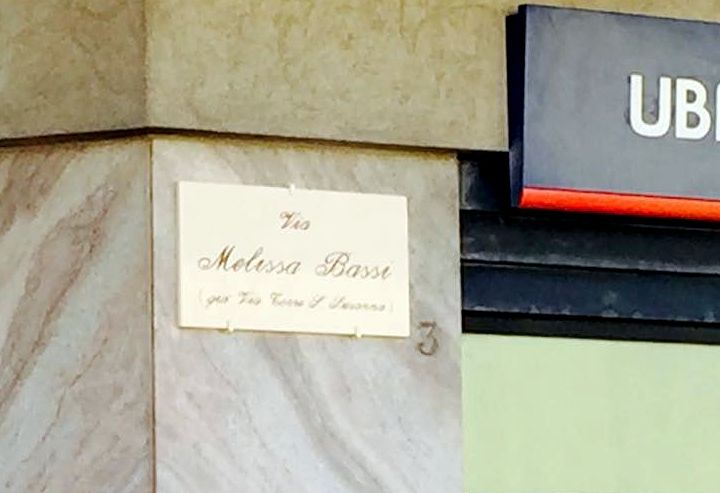 Via
Melissa Bassi
(già Via Torre S. Susanna)
3
UB